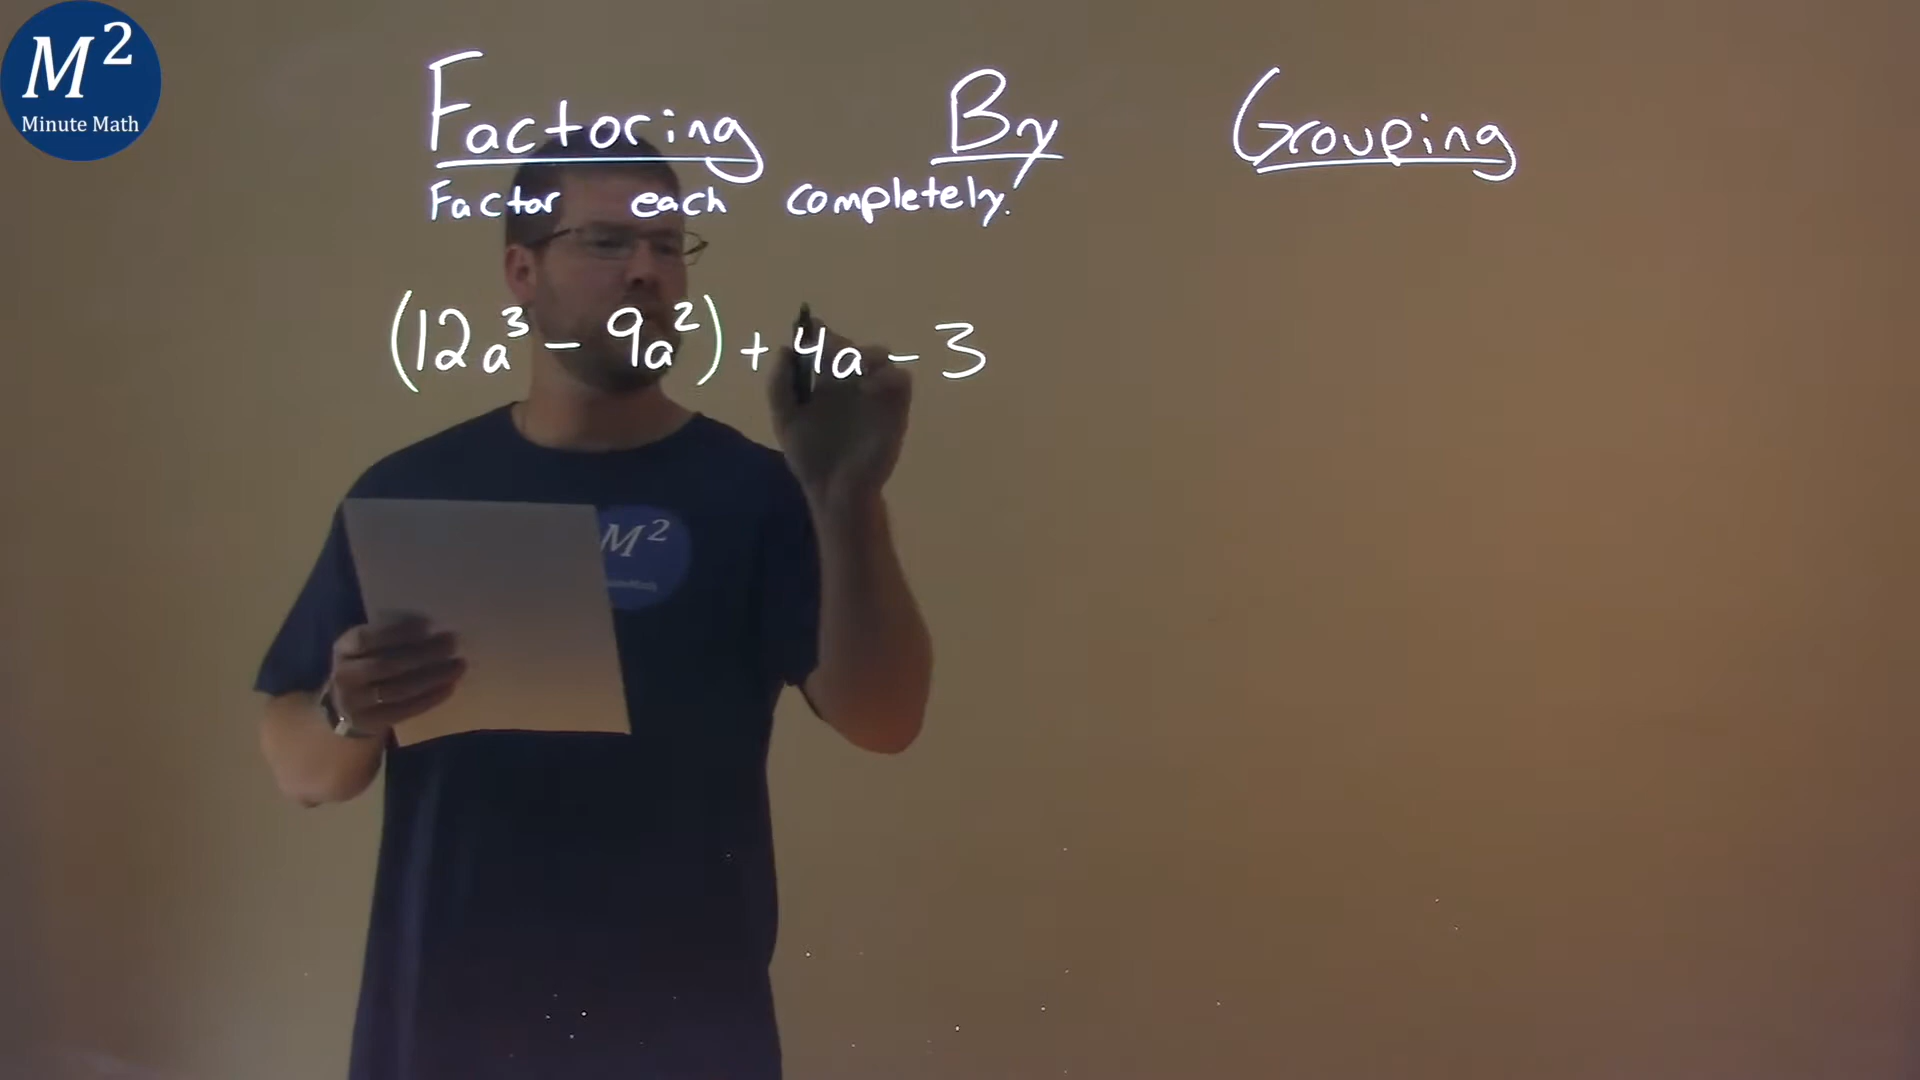 M²
Minute Math
Factoring By Grouping
Factor each completely.
(12a³ - 9a²) + 4a - 3
M²